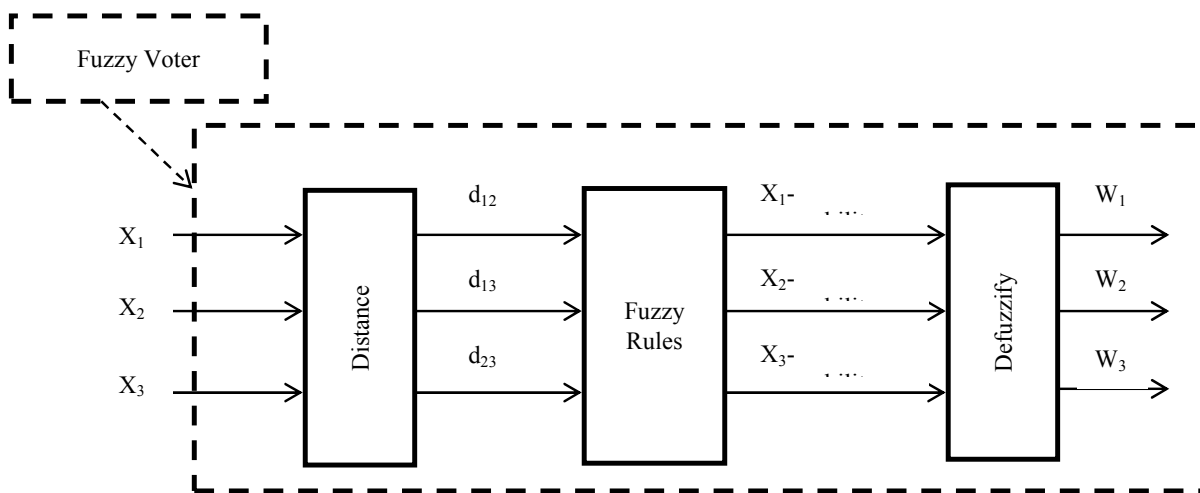 Fuzzy Voter
X₁
X₂
X₃
Distance
d₁₂
d₁₃
d₂₃
Fuzzy
Rules
X₁-
X₂-
X₃-
Defuzzify
W₁
W₂
W₃